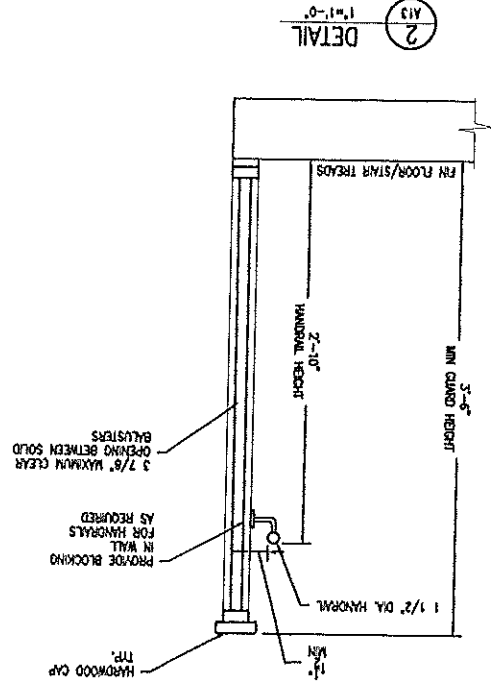 HARDWOOD CAP
TYP.
1½"
MIN
1 1/2" DIA. HANDRAIL
PROVIDE BLOCKING
IN WALL
FOR HANDRAILS
AS REQUIRED
3 7/8" MAXIMUM CLEAR
OPENING BETWEEN SOLID
BALUSTERS
3'-6"
MIN GUARD HEIGHT
2'-10"
HANDRAIL HEIGHT
FIN FLOOR/STAIR TREADS
2
A13
DETAIL
1"=1'-0"